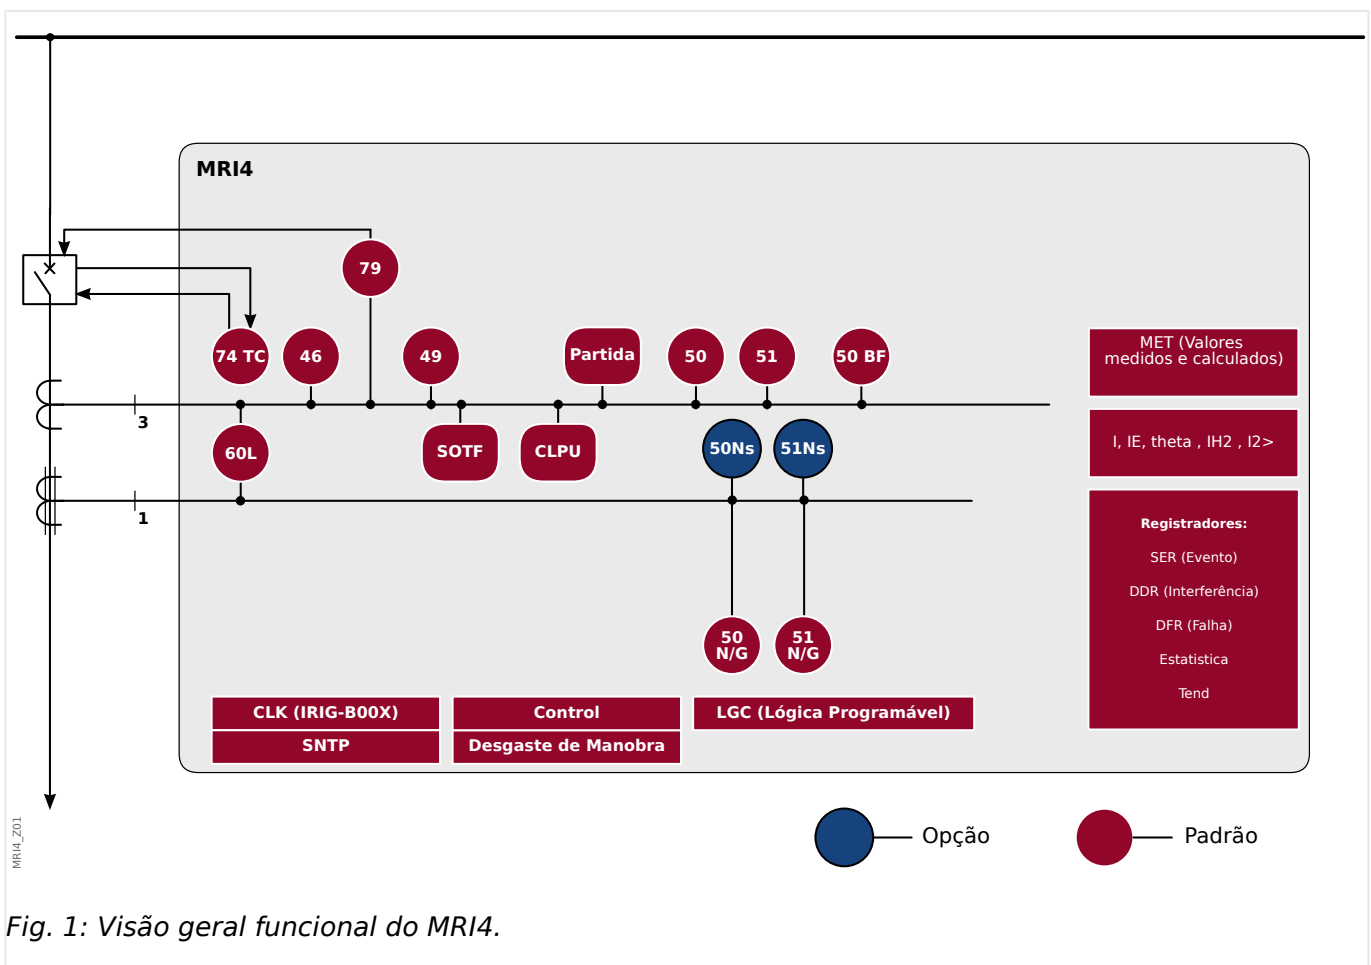 MRI4
79
74 TC
46
49
Partida
50
51
50 BF
3
60L
SOTF
CLPU
50Ns
51Ns
1
50
N/G
51
N/G
MET (Valores
medidos e calculados)
I, IE, theta , IH2 , I2>
Registradores:
SER (Evento)
DDR (Interferência)
DFR (Falha)
Estatistica
Tend
CLK (IRIG-B00X)
SNTP
Control
Desgaste de Manobra
LGC (Lógica Programável)
Opção
Padrão
MRI4_Z01
Fig. 1: Visão geral funcional do MRI4.